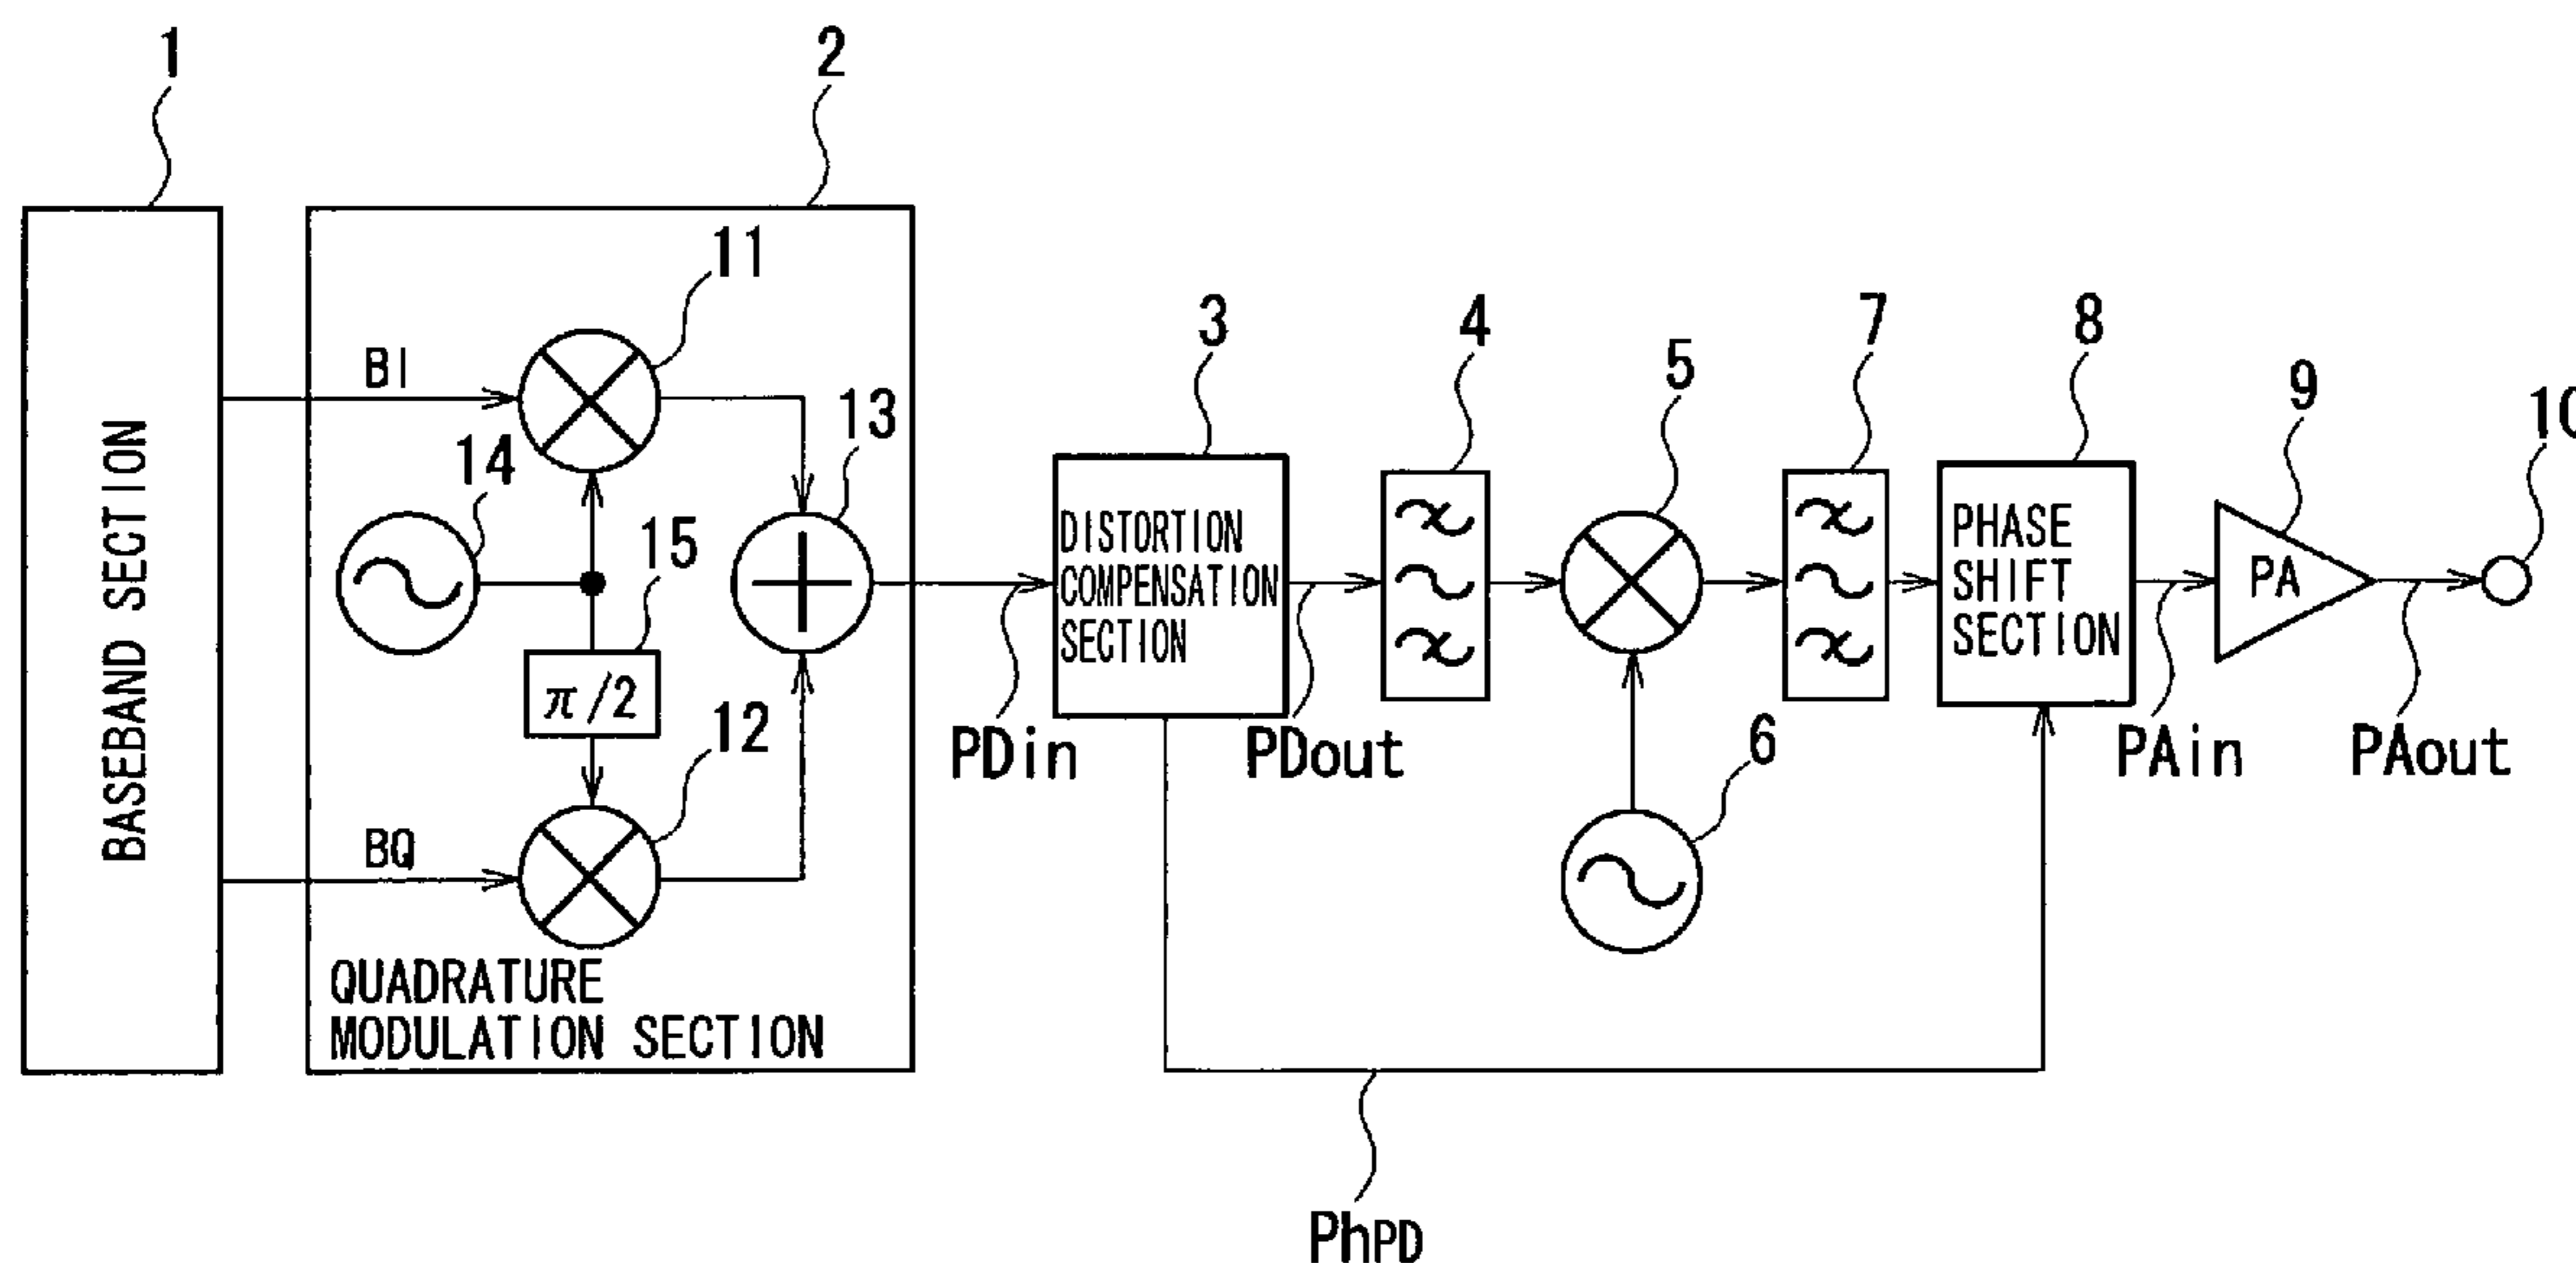 1
2
11
BI
13
14
15
π/2
12
BQ
BASEBAND SECTION
QUADRATURE
MODULATION SECTION
3
DISTORTION
COMPENSATION
SECTION
PDin
PDout
4
5
6
7
8
PHASE
SHIFT
SECTION
9
PA
10
PAin
PAout
PhPD